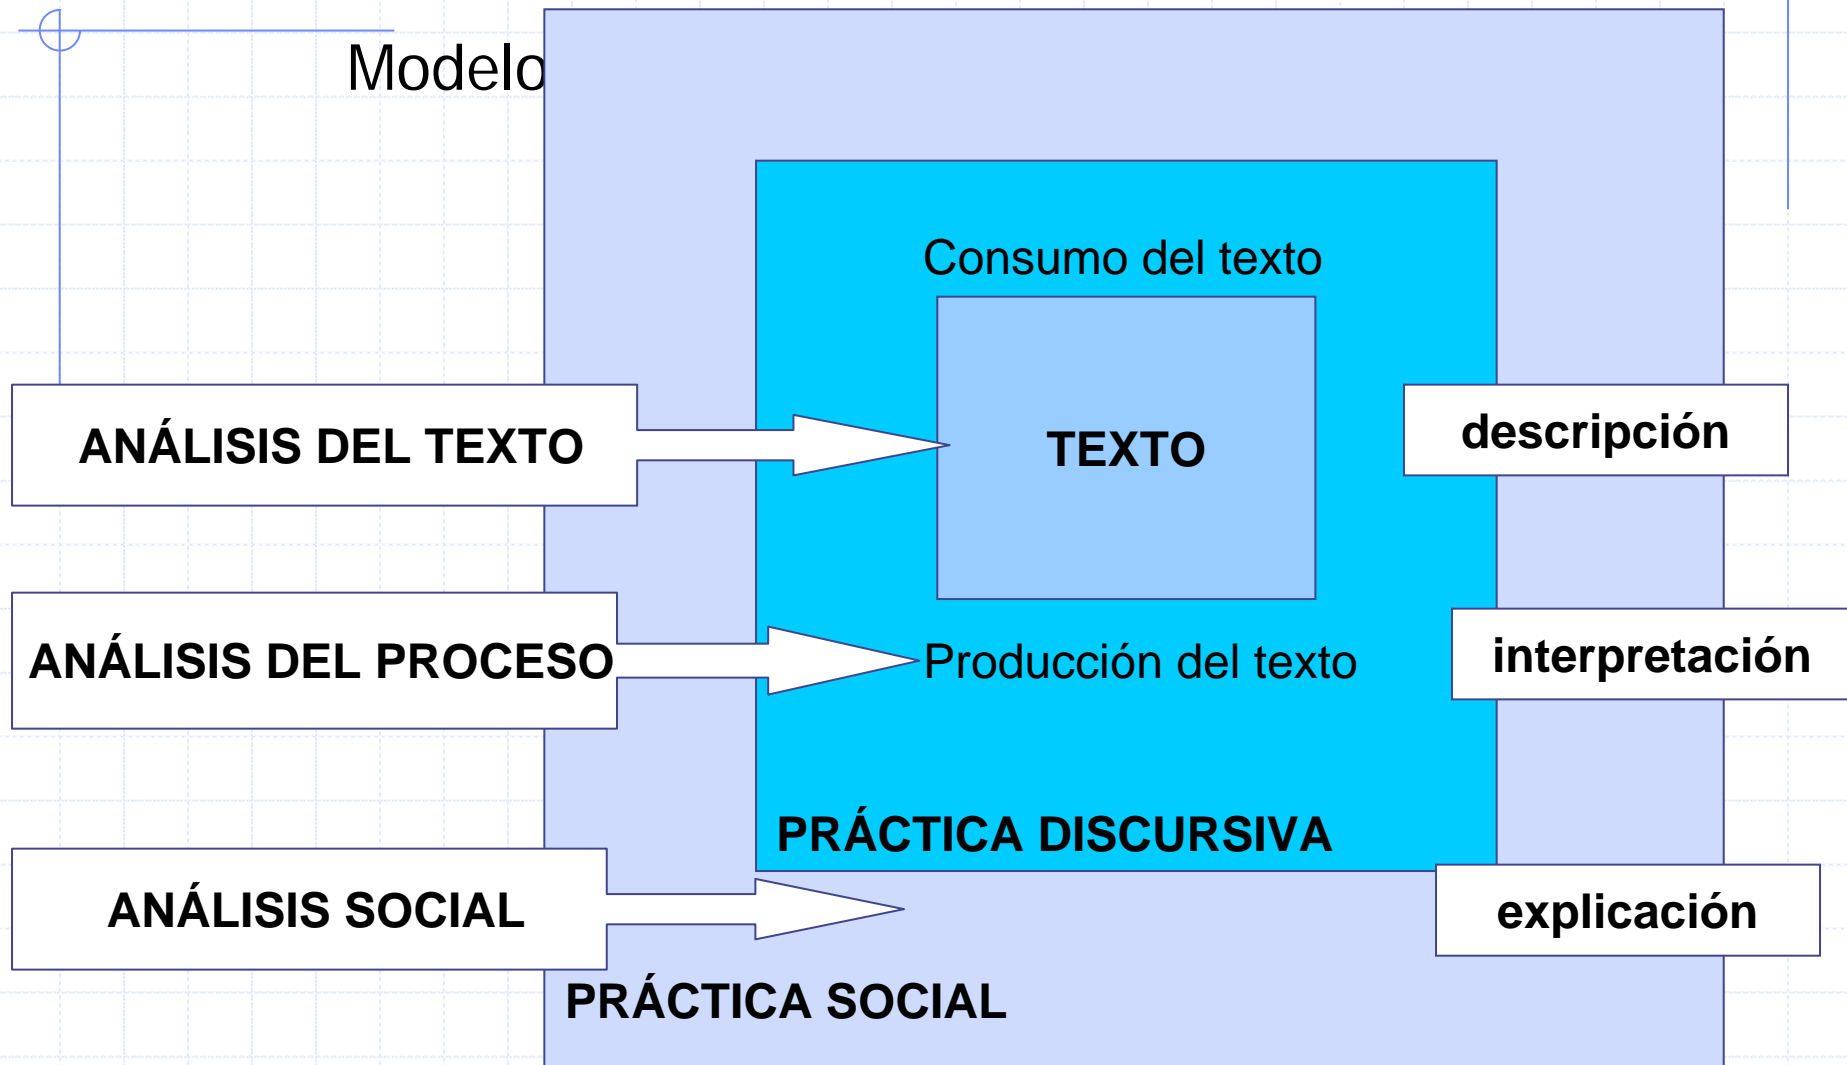 Modelo
Consumo del texto
ANÁLISIS DEL TEXTO
TEXTO
descripción
ANÁLISIS DEL PROCESO
Producción del texto
interpretación
PRÁCTICA DISCURSIVA
ANÁLISIS SOCIAL
explicación
PRÁCTICA SOCIAL